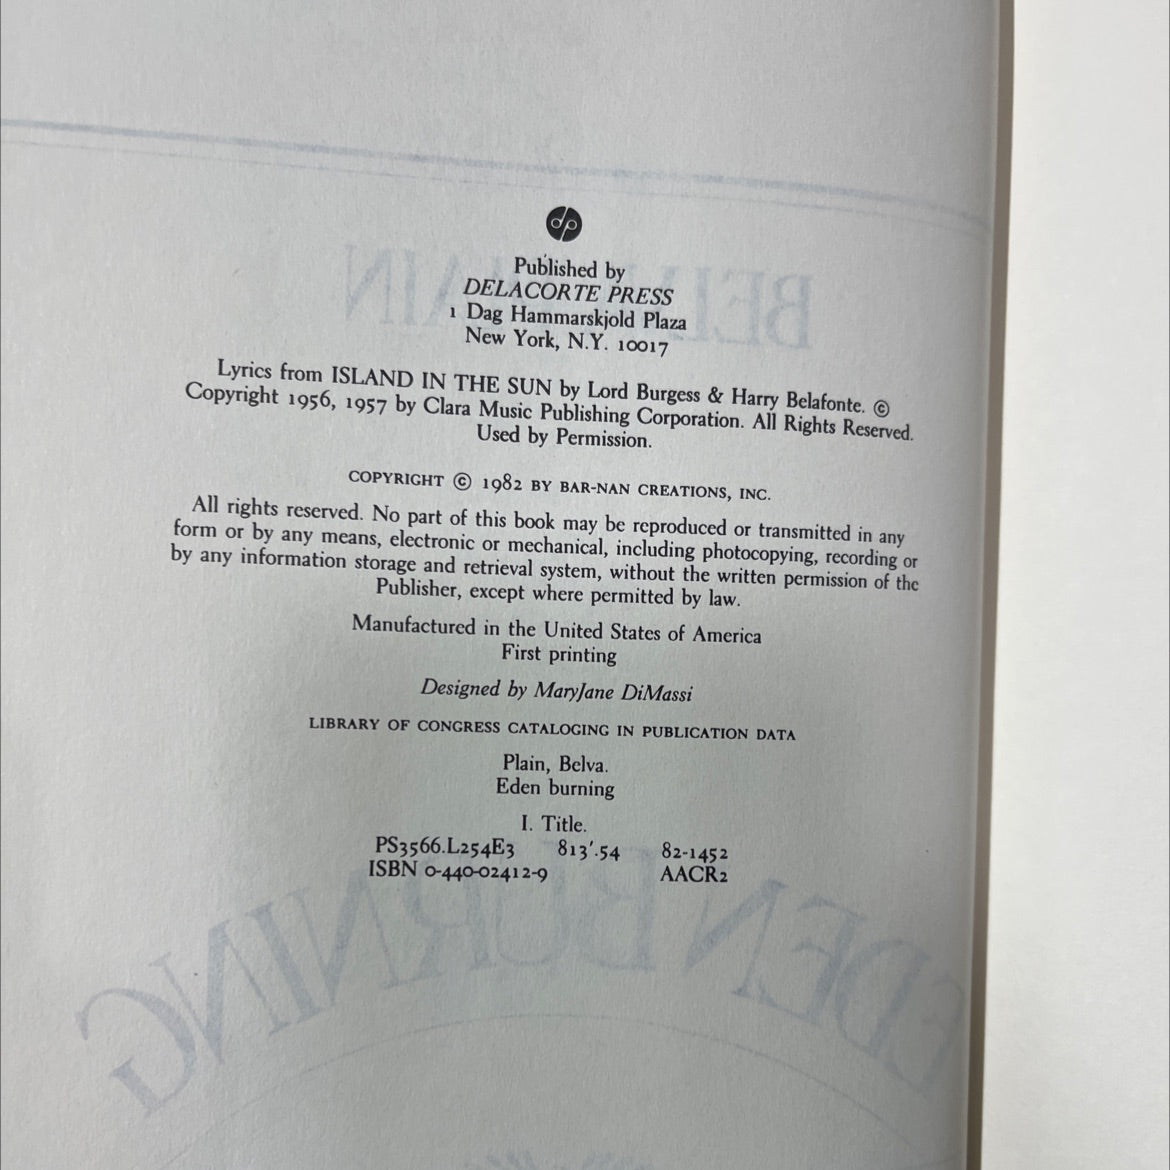 dp
Published by
DELACORTE PRESS
1 Dag Hammarskjold Plaza
New York, N.Y. 10017
Lyrics from ISLAND IN THE SUN by Lord Burgess & Harry Belafonte. ©
Copyright 1956, 1957 by Clara Music Publishing Corporation. All Rights Reserved.
Used by Permission.
COPYRIGHT © 1982 BY BAR-NAN CREATIONS, INC.
All rights reserved. No part of this book may be reproduced or transmitted in any
form or by any means, electronic or mechanical, including photocopying, recording or
by any information storage and retrieval system, without the written permission of the
Publisher, except where permitted by law.
Manufactured in the United States of America
First printing
Designed by MaryJane DiMassi
LIBRARY OF CONGRESS CATALOGING IN PUBLICATION DATA
Plain, Belva.
Eden burning
I. Title.
PS3566.L254E3 813'.54 82-1452
ISBN 0-440-02412-9 AACR2
EDEN BURNING